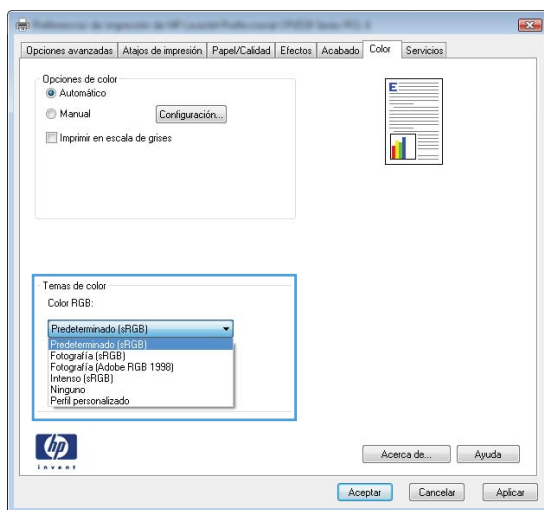 Opciones avanzadas Atajos de impresión Papel/Calidad Efectos Acabado Color Servicios
Opciones de color
Automático
Manual
Configuración...
Imprimir en escala de grises
E
Temas de color
Color RGB:
Predeterminado (sRGB)
Predeterminado (sRGB)
Fotografía (sRGB)
Fotografía (Adobe RGB 1998)
Intenso (sRGB)
Ninguno
Perfil personalizado
hp
invent
Acerca de... Ayuda
Aceptar Cancelar Aplicar